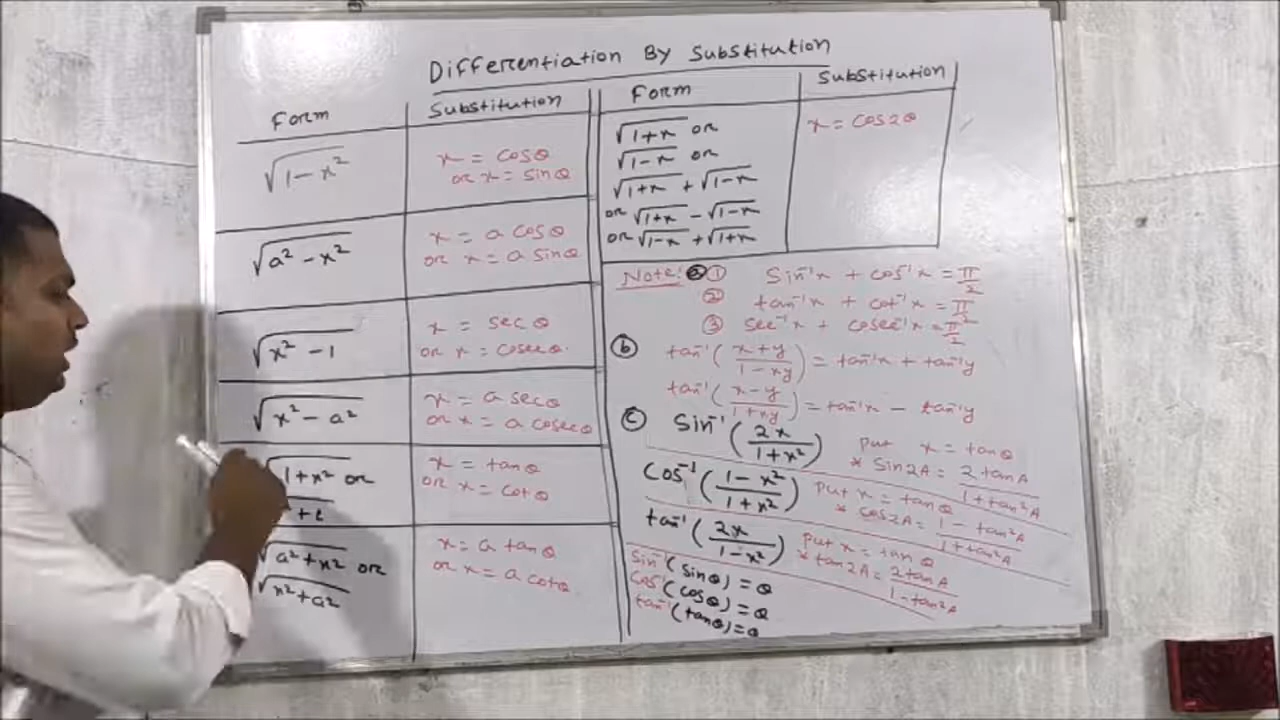 Differentiation By Substitution
Form
Substitution
√1-x²
x = cosθ
or x = sinθ
√a² - x²
x = a cosθ
or x = a sinθ
√x² - 1
x = secθ
or x = cosecθ.
√x² - a²
x = a secθ
or x = a cosecθ
1+x² or
x = tanθ
or x = cotθ
√a²+x² or
√x²+a²
x = a tanθ
or x = a cotθ
Form
Substitution
√1+x or
√1-x or
√1+x + √1-x
or √1+x - √1-x
or √1-x + √1+x
x = cos2θ
Note: ① Sin⁻¹x + cos⁻¹x = π/2
② tan⁻¹x + cot⁻¹x = π/2
③ sec⁻¹x + cosec⁻¹x = π/2
ⓑ tan⁻¹((x+y)/(1-xy)) = tan⁻¹x + tan⁻¹y
tan⁻¹((x-y)/(1+xy)) = tan⁻¹x - tan⁻¹y
ⓒ Sin⁻¹(2x/(1+x²)) put x = tanθ
* Sin2A = 2tanA/(1+tan²A)
Cos⁻¹((1-x²)/(1+x²)) Put x = tanθ
* cos2A = (1-tan²A)/(1+tan²A)
tan⁻¹(2x/(1-x²)) Put x = tanθ
* tan2A = 2tanA/(1-tan²A)
Sin⁻¹(sinθ) = θ
Cos⁻¹(cosθ) = θ
tan⁻¹(tanθ) = θ